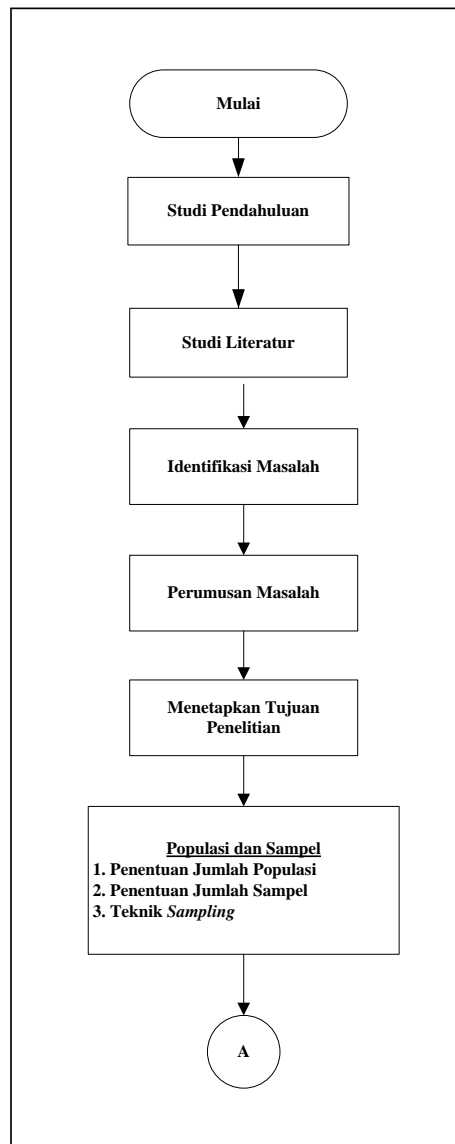 Mulai
Studi Pendahuluan
Studi Literatur
Identifikasi Masalah
Perumusan Masalah
Menetapkan Tujuan
Penelitian
Populasi dan Sampel
1. Penentuan Jumlah Populasi
2. Penentuan Jumlah Sampel
3. Teknik Sampling
A